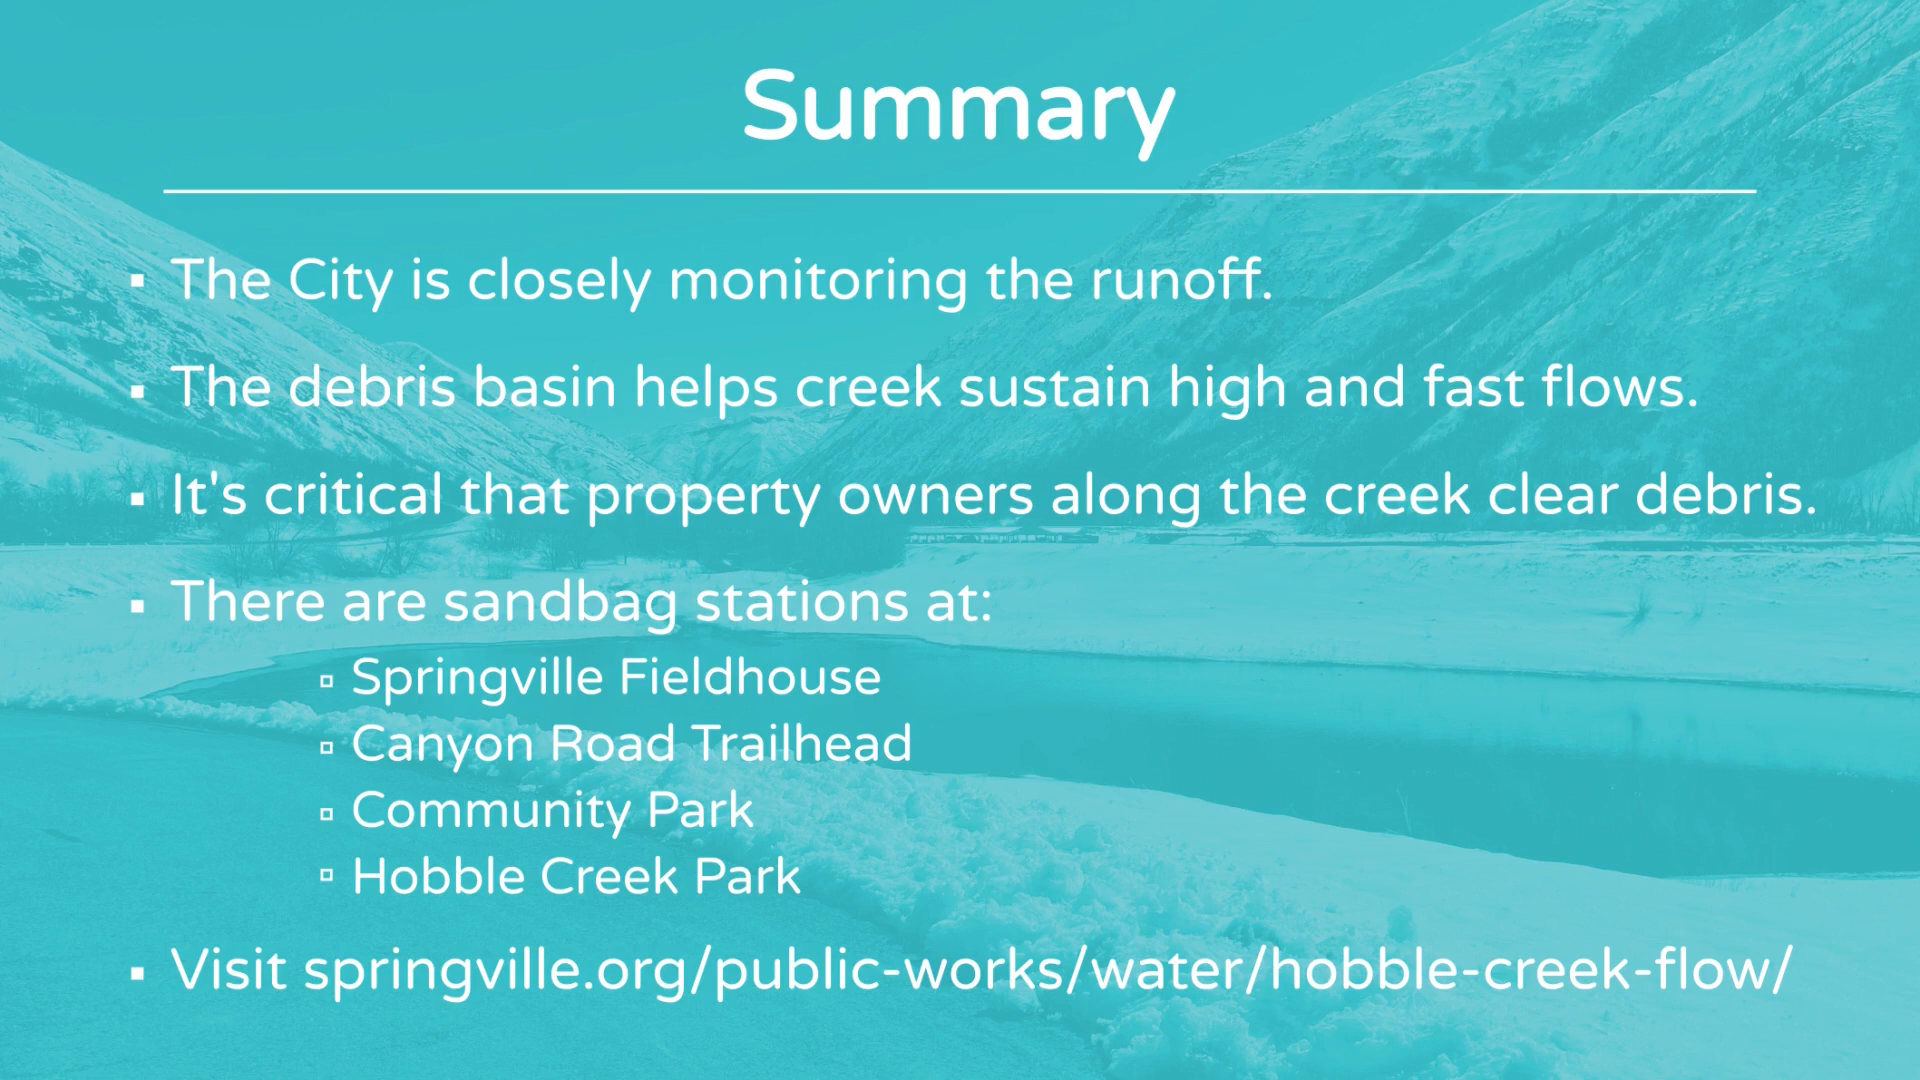 Summary
▪ The City is closely monitoring the runoff.
▪ The debris basin helps creek sustain high and fast flows.
▪ It's critical that property owners along the creek clear debris.
▪ There are sandbag stations at:
▫ Springville Fieldhouse
▫ Canyon Road Trailhead
▫ Community Park
▫ Hobble Creek Park
▪ Visit springville.org/public-works/water/hobble-creek-flow/